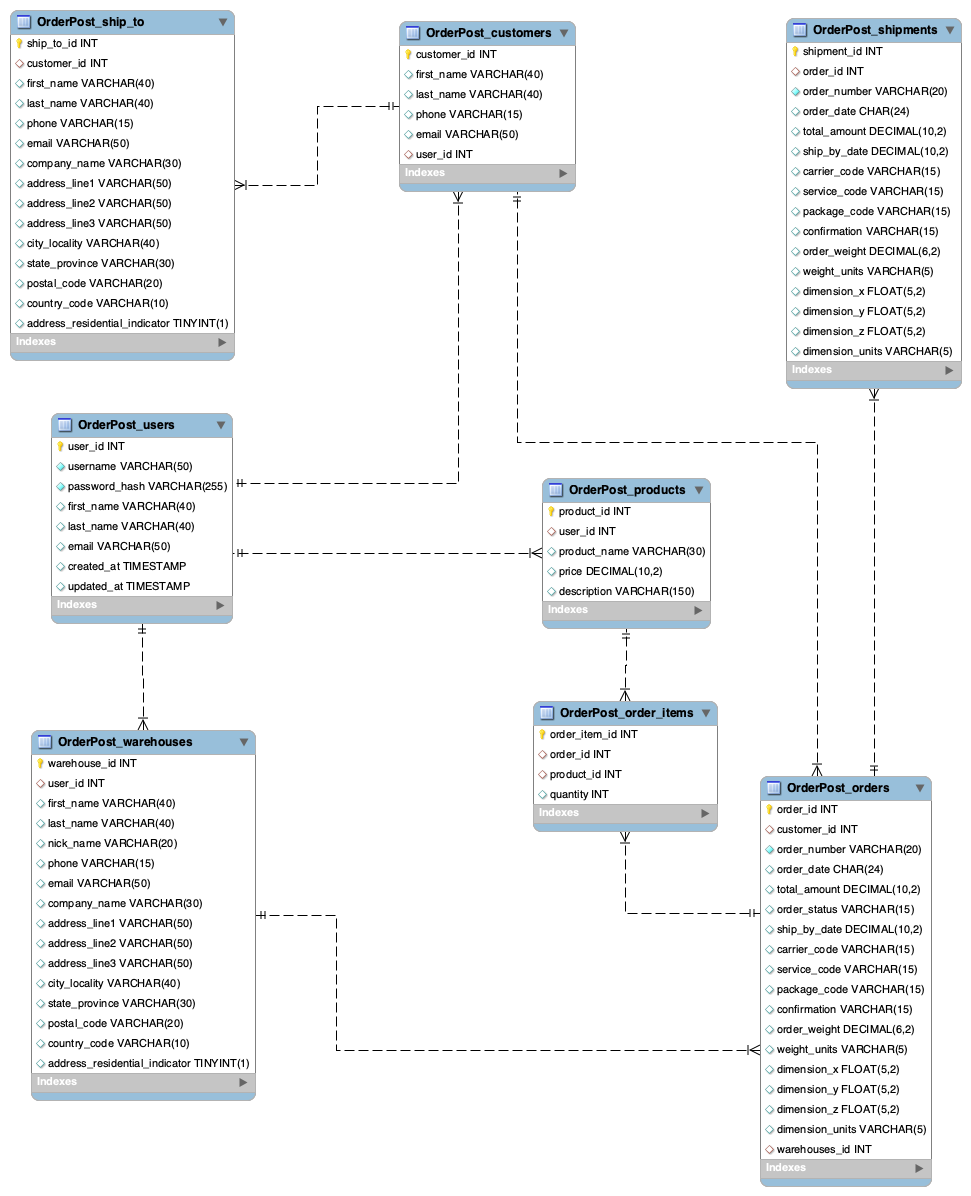 OrderPost_ship_to
ship_to_id INT
customer_id INT
first_name VARCHAR(40)
last_name VARCHAR(40)
phone VARCHAR(15)
email VARCHAR(50)
company_name VARCHAR(30)
address_line1 VARCHAR(50)
address_line2 VARCHAR(50)
address_line3 VARCHAR(50)
city_locality VARCHAR(40)
state_province VARCHAR(30)
postal_code VARCHAR(20)
country_code VARCHAR(10)
address_residential_indicator TINYINT(1)
Indexes
OrderPost_customers
customer_id INT
first_name VARCHAR(40)
last_name VARCHAR(40)
phone VARCHAR(15)
email VARCHAR(50)
user_id INT
Indexes
OrderPost_shipments
shipment_id INT
order_id INT
order_number VARCHAR(20)
order_date CHAR(24)
total_amount DECIMAL(10,2)
ship_by_date DECIMAL(10,2)
carrier_code VARCHAR(15)
service_code VARCHAR(15)
package_code VARCHAR(15)
confirmation VARCHAR(15)
order_weight DECIMAL(6,2)
weight_units VARCHAR(5)
dimension_x FLOAT(5,2)
dimension_y FLOAT(5,2)
dimension_z FLOAT(5,2)
dimension_units VARCHAR(5)
Indexes
OrderPost_users
user_id INT
username VARCHAR(50)
password_hash VARCHAR(255)
first_name VARCHAR(40)
last_name VARCHAR(40)
email VARCHAR(50)
created_at TIMESTAMP
updated_at TIMESTAMP
Indexes
OrderPost_products
product_id INT
user_id INT
product_name VARCHAR(30)
price DECIMAL(10,2)
description VARCHAR(150)
Indexes
OrderPost_warehouses
warehouse_id INT
user_id INT
first_name VARCHAR(40)
last_name VARCHAR(40)
nick_name VARCHAR(20)
phone VARCHAR(15)
email VARCHAR(50)
company_name VARCHAR(30)
address_line1 VARCHAR(50)
address_line2 VARCHAR(50)
address_line3 VARCHAR(50)
city_locality VARCHAR(40)
state_province VARCHAR(30)
postal_code VARCHAR(20)
country_code VARCHAR(10)
address_residential_indicator TINYINT(1)
Indexes
OrderPost_order_items
order_item_id INT
order_id INT
product_id INT
quantity INT
Indexes
OrderPost_orders
order_id INT
customer_id INT
order_number VARCHAR(20)
order_date CHAR(24)
total_amount DECIMAL(10,2)
order_status VARCHAR(15)
ship_by_date DECIMAL(10,2)
carrier_code VARCHAR(15)
service_code VARCHAR(15)
package_code VARCHAR(15)
confirmation VARCHAR(15)
order_weight DECIMAL(6,2)
weight_units VARCHAR(5)
dimension_x FLOAT(5,2)
dimension_y FLOAT(5,2)
dimension_z FLOAT(5,2)
dimension_units VARCHAR(5)
warehouses_id INT
Indexes